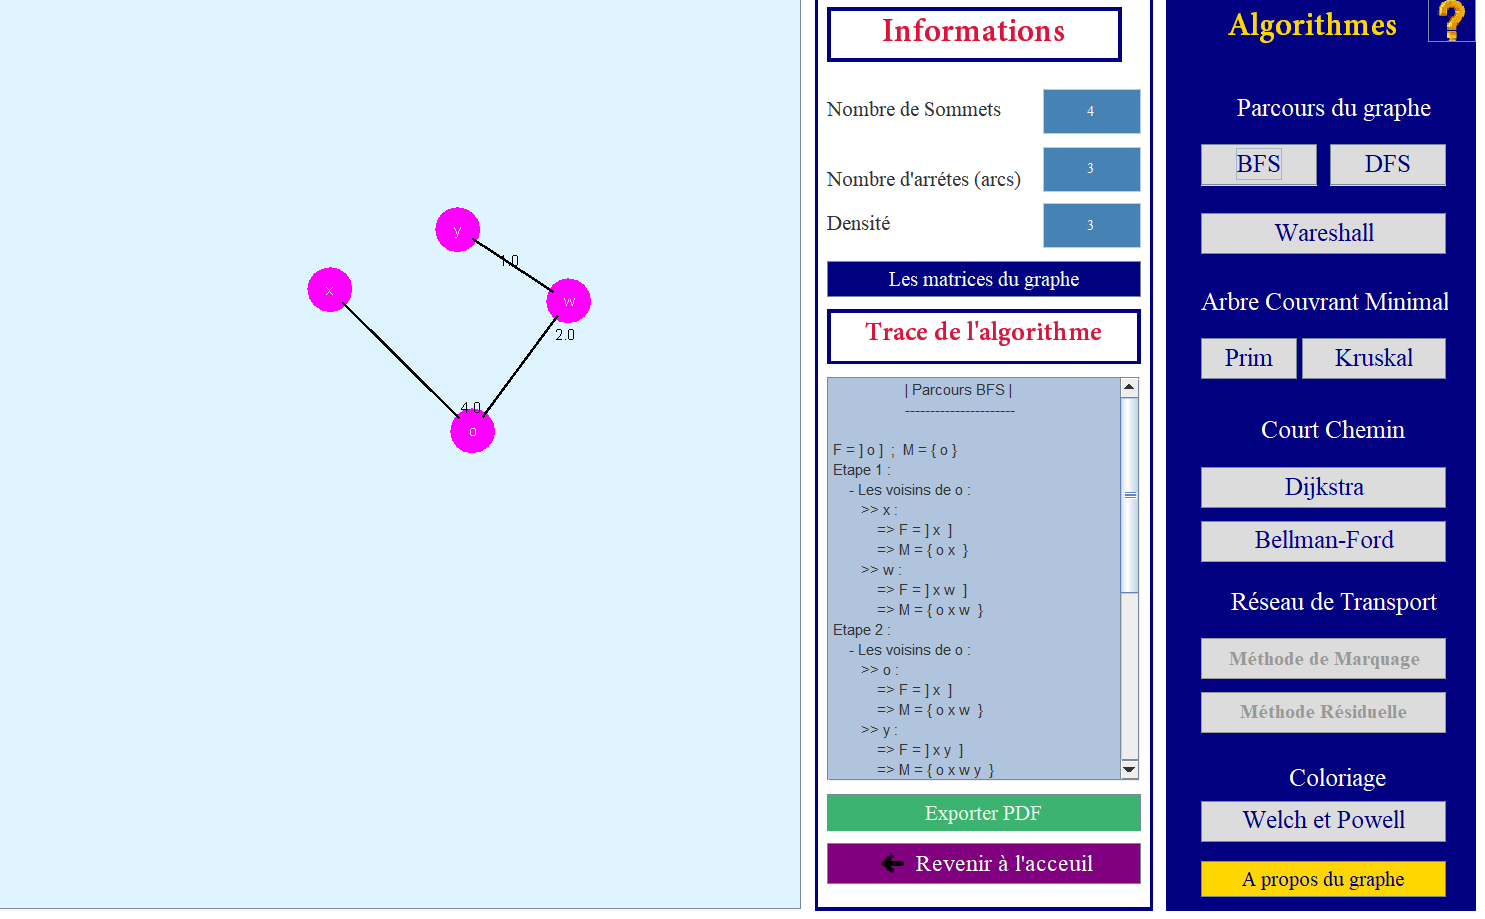 y
1.0
x
w
2.0
4.0
o
Informations
Nombre de Sommets
4
Nombre d'arrétes (arcs)
3
Densité
3
Les matrices du graphe
Trace de l'algorithme
| Parcours BFS |
----------------------
F = ] o ] ; M = { o }
Etape 1 :
- Les voisins de o :
>> x :
=> F = ] x ]
=> M = { o x }
>> w :
=> F = ] x w ]
=> M = { o x w }
Etape 2 :
- Les voisins de o :
>> o :
=> F = ] x ]
=> M = { o x w }
>> y :
=> F = ] x y ]
=> M = { o x w y }
Exporter PDF
Revenir à l'acceuil
Algorithmes
Parcours du graphe
BFS
DFS
Wareshall
Arbre Couvrant Minimal
Prim
Kruskal
Court Chemin
Dijkstra
Bellman-Ford
Réseau de Transport
Méthode de Marquage
Méthode Résiduelle
Coloriage
Welch et Powell
A propos du graphe